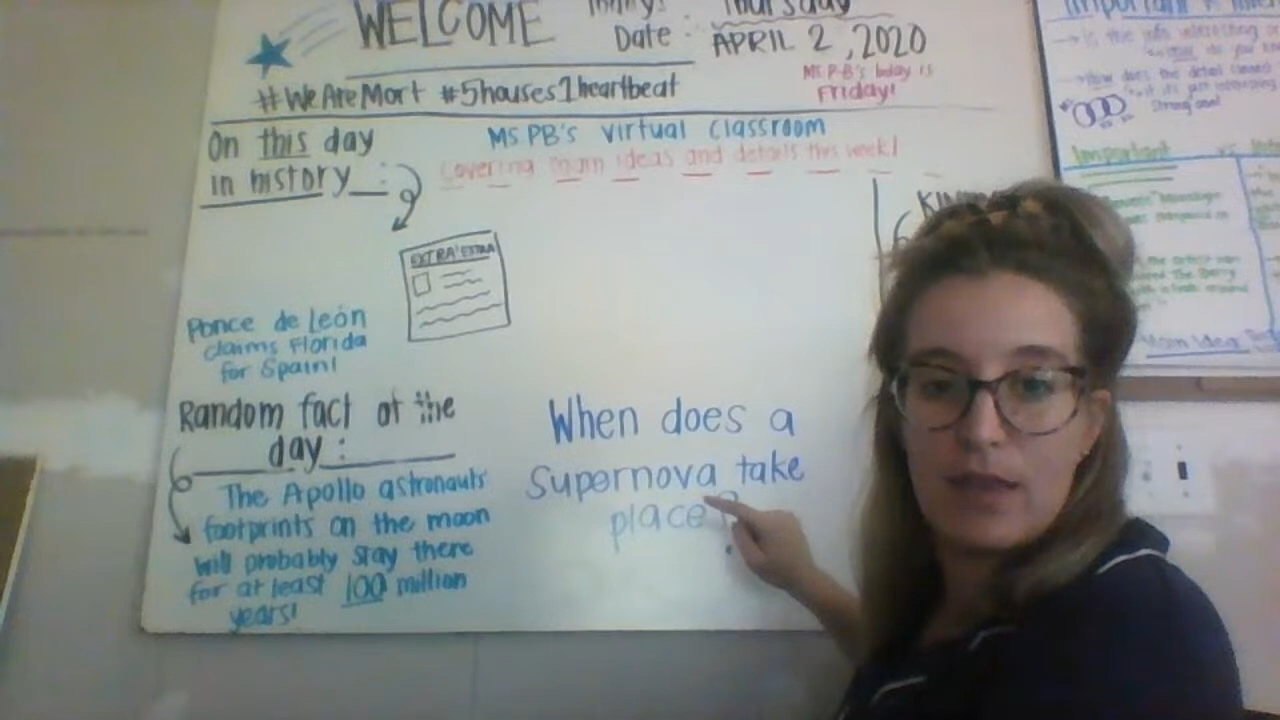 WELCOME
Thursday
Date: APRIL 2, 2020
#WeAreMort #5houses1heartbeat
MS P-B's bday is
Friday!
On this day
in history:
MS PB's virtual classroom
Covering main ideas and details this week!
EXTRA! EXTRA
Ponce de León
claims Florida
for Spain!
Random fact of the
day:
The Apollo astronauts'
footprints on the moon
will probably stay there
for at least 100 million
years!
When does a
supernova take
place?
Important
Main Idea